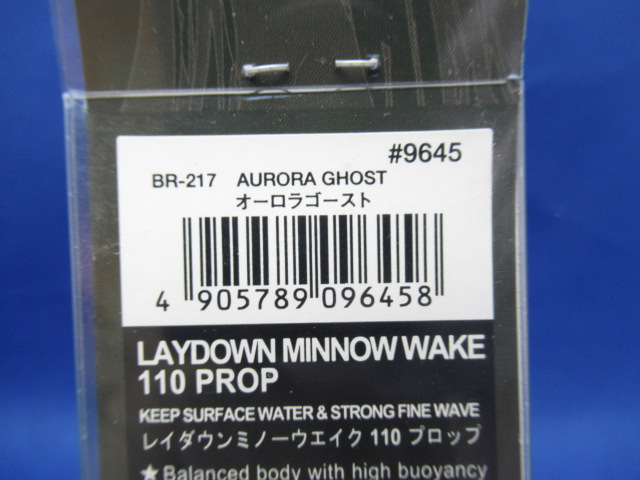 #9645
BR-217 AURORA GHOST
オーロラゴースト
4 905789 096458
LAYDOWN MINNOW WAKE
110 PROP
KEEP SURFACE WATER & STRONG FINE WAVE
レイダウンミノーウエイク 110 プロップ
★Balanced body with high buoyancy